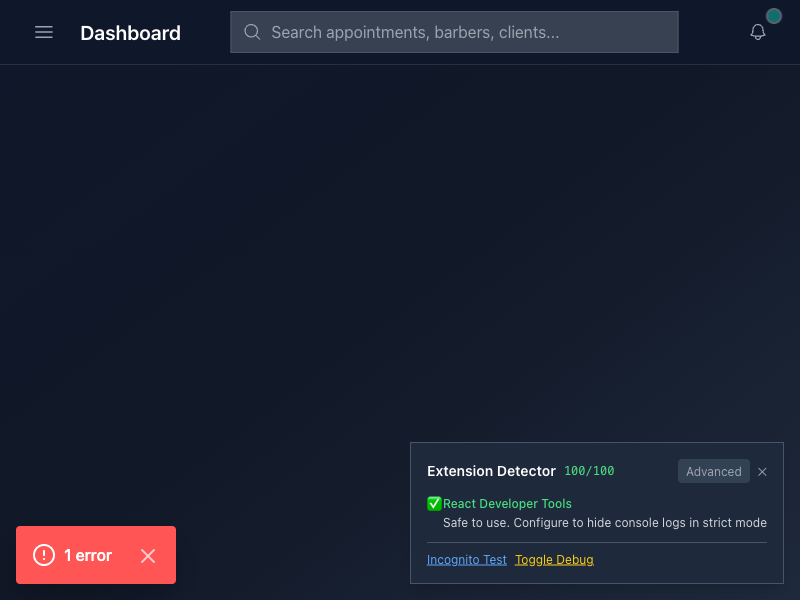 Dashboard
Search appointments, barbers, clients...
Extension Detector 100/100 Advanced
✅React Developer Tools
Safe to use. Configure to hide console logs in strict mode
Incognito Test Toggle Debug
1 error